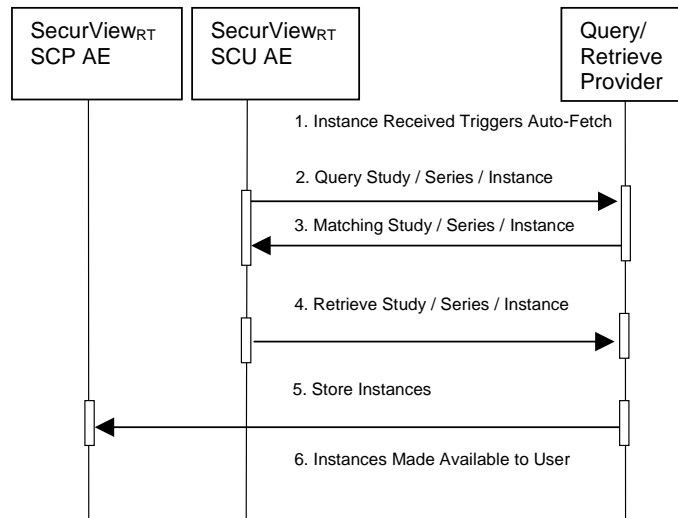 SecurViewRT
SCP AE
SecurViewRT
SCU AE
Query/
Retrieve
Provider
1. Instance Received Triggers Auto-Fetch
2. Query Study / Series / Instance
3. Matching Study / Series / Instance
4. Retrieve Study / Series / Instance
5. Store Instances
6. Instances Made Available to User